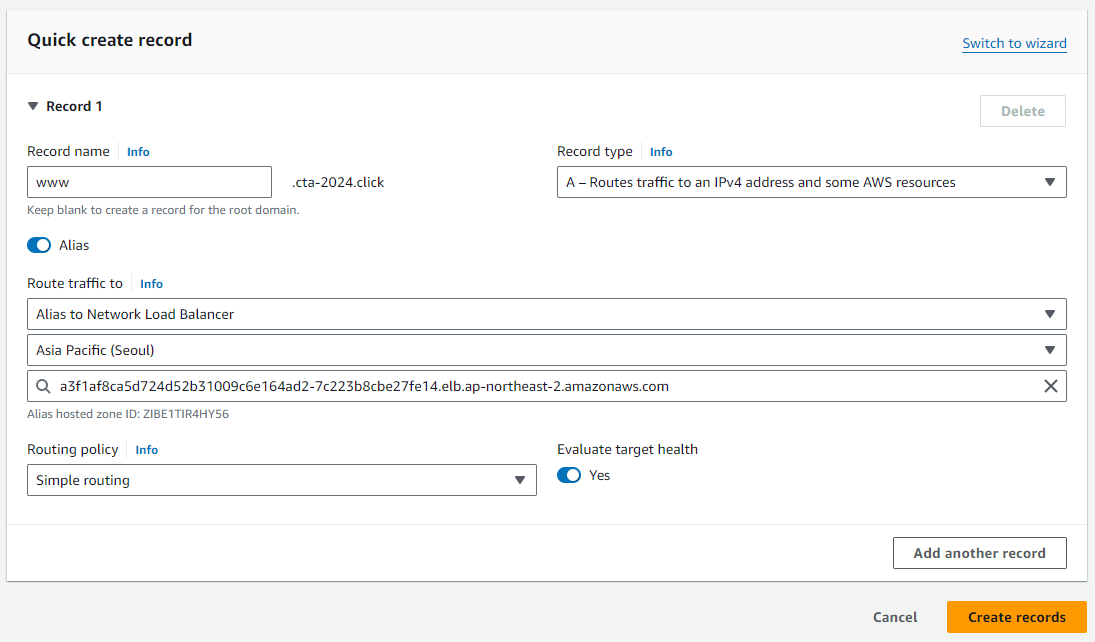 Quick create record
Switch to wizard
Record 1
Delete
Record name Info
Record type Info
www .cta-2024.click
A – Routes traffic to an IPv4 address and some AWS resources
Keep blank to create a record for the root domain.
Alias
Route traffic to Info
Alias to Network Load Balancer
Asia Pacific (Seoul)
a3f1af8ca5d724d52b31009c6e164ad2-7c223b8cbe27fe14.elb.ap-northeast-2.amazonaws.com
Alias hosted zone ID: ZIBE1TIR4HY56
Routing policy Info
Evaluate target health
Simple routing
Yes
Add another record
Cancel
Create records